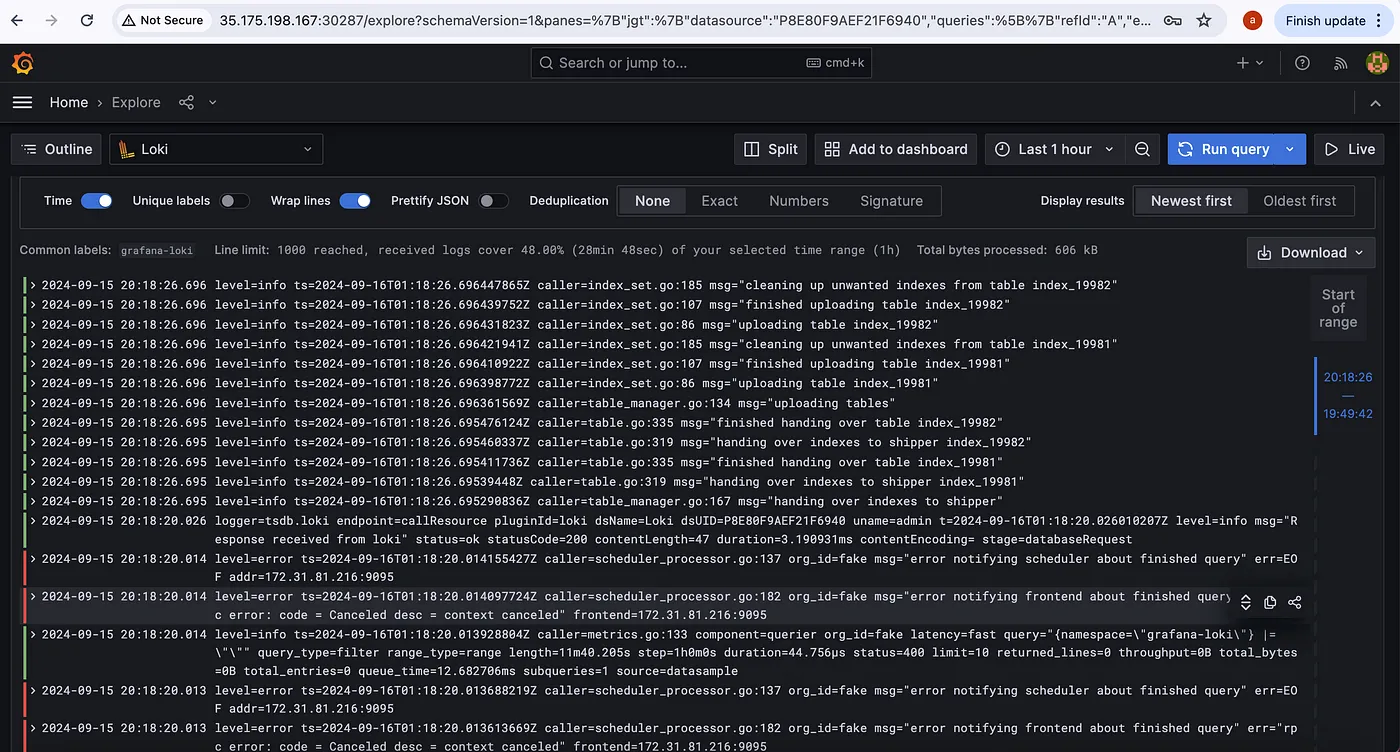 Not Secure 35.175.198.167:30287/explore?schemaVersion=1&panes=%7B"jgt":%7B"datasource":"P8E80F9AEF21F6940","queries":%5B%7B"refId":"A","e... a Finish update
Search or jump to... cmd+k
Home › Explore
Outline Loki Split Add to dashboard Last 1 hour Run query Live
Time Unique labels Wrap lines Prettify JSON Deduplication None Exact Numbers Signature Display results Newest first Oldest first
Common labels: grafana-loki Line limit: 1000 reached, received logs cover 48.00% (28min 48sec) of your selected time range (1h) Total bytes processed: 606 kB Download
2024-09-15 20:18:26.696 level=info ts=2024-09-16T01:18:26.696447865Z caller=index_set.go:185 msg="cleaning up unwanted indexes from table index_19982"
2024-09-15 20:18:26.696 level=info ts=2024-09-16T01:18:26.696439752Z caller=index_set.go:107 msg="finished uploading table index_19982"
2024-09-15 20:18:26.696 level=info ts=2024-09-16T01:18:26.696431823Z caller=index_set.go:86 msg="uploading table index_19982"
2024-09-15 20:18:26.696 level=info ts=2024-09-16T01:18:26.696421941Z caller=index_set.go:185 msg="cleaning up unwanted indexes from table index_19981"
2024-09-15 20:18:26.696 level=info ts=2024-09-16T01:18:26.696410922Z caller=index_set.go:107 msg="finished uploading table index_19981"
2024-09-15 20:18:26.696 level=info ts=2024-09-16T01:18:26.696398772Z caller=index_set.go:86 msg="uploading table index_19981"
2024-09-15 20:18:26.696 level=info ts=2024-09-16T01:18:26.696361569Z caller=table_manager.go:134 msg="uploading tables"
2024-09-15 20:18:26.695 level=info ts=2024-09-16T01:18:26.695476124Z caller=table.go:335 msg="finished handing over table index_19982"
2024-09-15 20:18:26.695 level=info ts=2024-09-16T01:18:26.695460337Z caller=table.go:319 msg="handing over indexes to shipper index_19982"
2024-09-15 20:18:26.695 level=info ts=2024-09-16T01:18:26.695411736Z caller=table.go:335 msg="finished handing over table index_19981"
2024-09-15 20:18:26.695 level=info ts=2024-09-16T01:18:26.69539448Z caller=table.go:319 msg="handing over indexes to shipper index_19981"
2024-09-15 20:18:26.695 level=info ts=2024-09-16T01:18:26.695290836Z caller=table_manager.go:167 msg="handing over indexes to shipper"
2024-09-15 20:18:20.026 logger=tsdb.loki endpoint=callResource pluginId=loki dsName=Loki dsUID=P8E80F9AEF21F6940 uname=admin t=2024-09-16T01:18:20.026010207Z level=info msg="R
esponse received from loki" status=ok statusCode=200 contentLength=47 duration=3.190931ms contentEncoding= stage=databaseRequest
2024-09-15 20:18:20.014 level=error ts=2024-09-16T01:18:20.014155427Z caller=scheduler_processor.go:137 org_id=fake msg="error notifying scheduler about finished query" err=EO
F addr=172.31.81.216:9095
2024-09-15 20:18:20.014 level=error ts=2024-09-16T01:18:20.014097724Z caller=scheduler_processor.go:182 org_id=fake msg="error notifying frontend about finished query
c error: code = Canceled desc = context canceled" frontend=172.31.81.216:9095
2024-09-15 20:18:20.014 level=info ts=2024-09-16T01:18:20.013928804Z caller=metrics.go:133 component=querier org_id=fake latency=fast query="{namespace=\"grafana-loki\"} |=
\"\"" query_type=filter range_type=range length=11m40.205s step=1h0m0s duration=44.756µs status=400 limit=10 returned_lines=0 throughput=0B total_bytes
=0B total_entries=0 queue_time=12.682706ms subqueries=1 source=datasample
2024-09-15 20:18:20.013 level=error ts=2024-09-16T01:18:20.013688219Z caller=scheduler_processor.go:137 org_id=fake msg="error notifying scheduler about finished query" err=EO
F addr=172.31.81.216:9095
2024-09-15 20:18:20.013 level=error ts=2024-09-16T01:18:20.013613669Z caller=scheduler_processor.go:182 org_id=fake msg="error notifying frontend about finished query" err="rp
c error: code = Canceled desc = context canceled" frontend=172.31.81.216:9095
Start
of
range
20:18:26
—
19:49:42